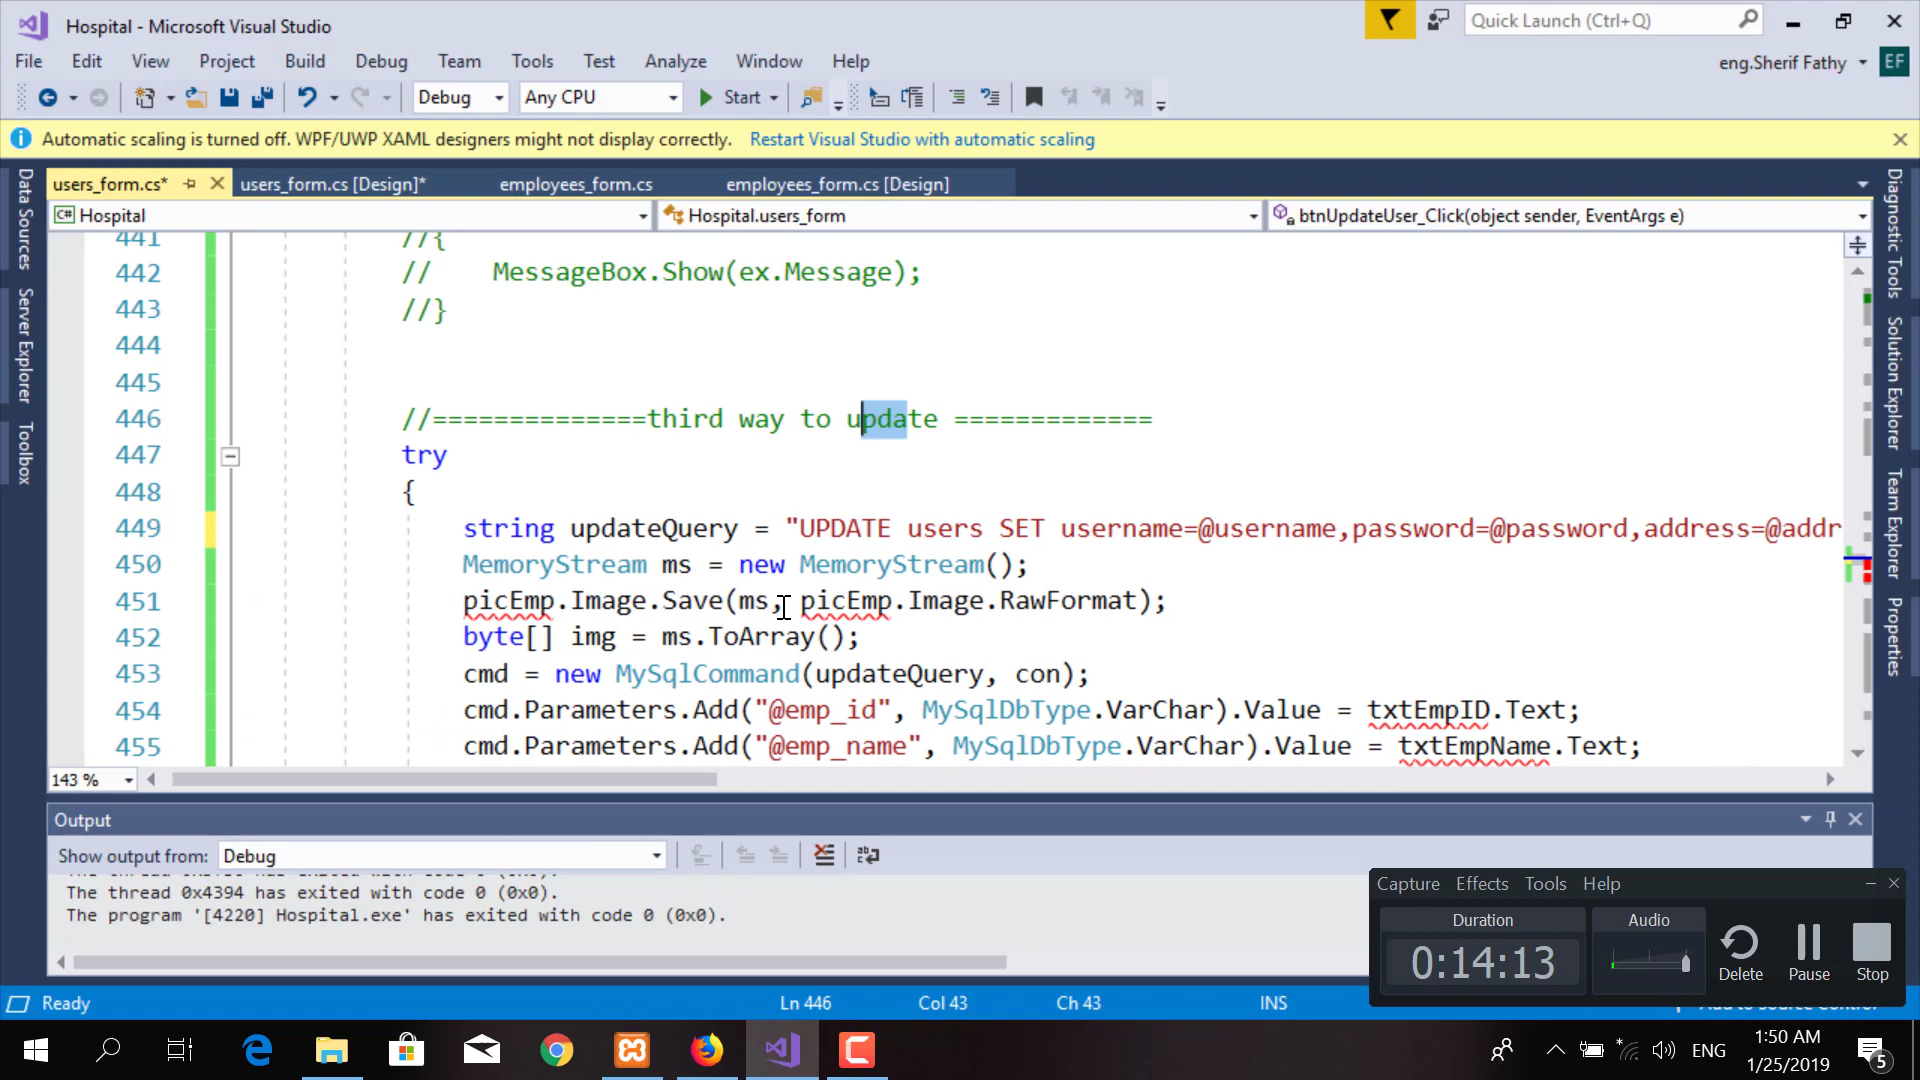 Hospital - Microsoft Visual Studio
Quick Launch (Ctrl+Q)
File Edit View Project Build Debug Team Tools Test Analyze Window Help
eng.Sherif Fathy EF
Debug Any CPU Start
Automatic scaling is turned off. WPF/UWP XAML designers might not display correctly. Restart Visual Studio with automatic scaling
users_form.cs* users_form.cs [Design]* employees_form.cs employees_form.cs [Design]
Hospital Hospital.users_form btnUpdateUser_Click(object sender, EventArgs e)
Data Sources
Server Explorer
Toolbox
Diagnostic Tools
Solution Explorer
Team Explorer
Properties
441 //{
442 // MessageBox.Show(ex.Message);
443 //}
444
445
446 //==============third way to update =============
447 try
448 {
449 string updateQuery = "UPDATE users SET username=@username,password=@password,address=@addr
450 MemoryStream ms = new MemoryStream();
451 picEmp.Image.Save(ms, picEmp.Image.RawFormat);
452 byte[] img = ms.ToArray();
453 cmd = new MySqlCommand(updateQuery, con);
454 cmd.Parameters.Add("@emp_id", MySqlDbType.VarChar).Value = txtEmpID.Text;
455 cmd.Parameters.Add("@emp_name", MySqlDbType.VarChar).Value = txtEmpName.Text;
143 %
Output
Show output from: Debug
The thread 0x4394 has exited with code 0 (0x0).
The program '[4220] Hospital.exe' has exited with code 0 (0x0).
Capture Effects Tools Help
Duration Audio
0:14:13
Delete Pause Stop
Ready Ln 446 Col 43 Ch 43 INS
ENG
1:50 AM
1/25/2019
5